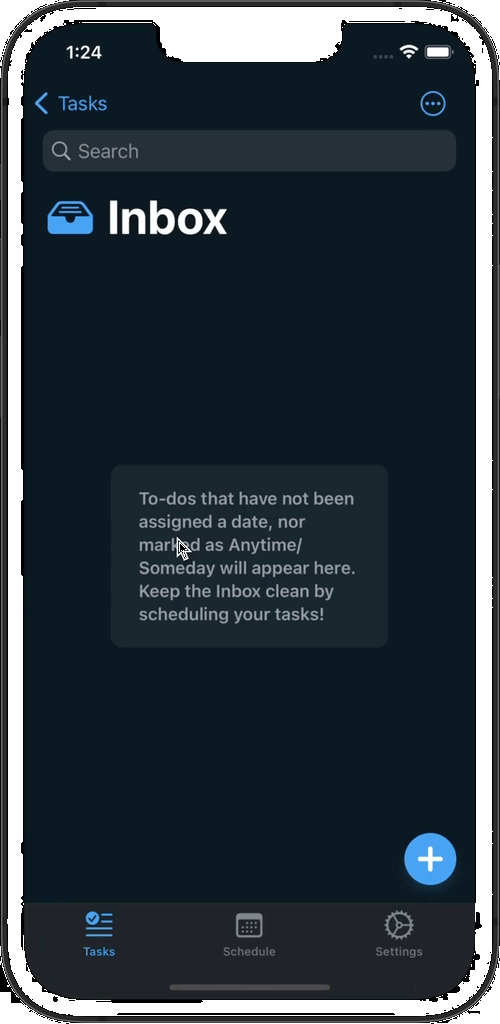 1:24
Tasks
Search
Inbox
To-dos that have not been
assigned a date, nor
marked as Anytime/
Someday will appear here.
Keep the Inbox clean by
scheduling your tasks!
Tasks
Schedule
Settings